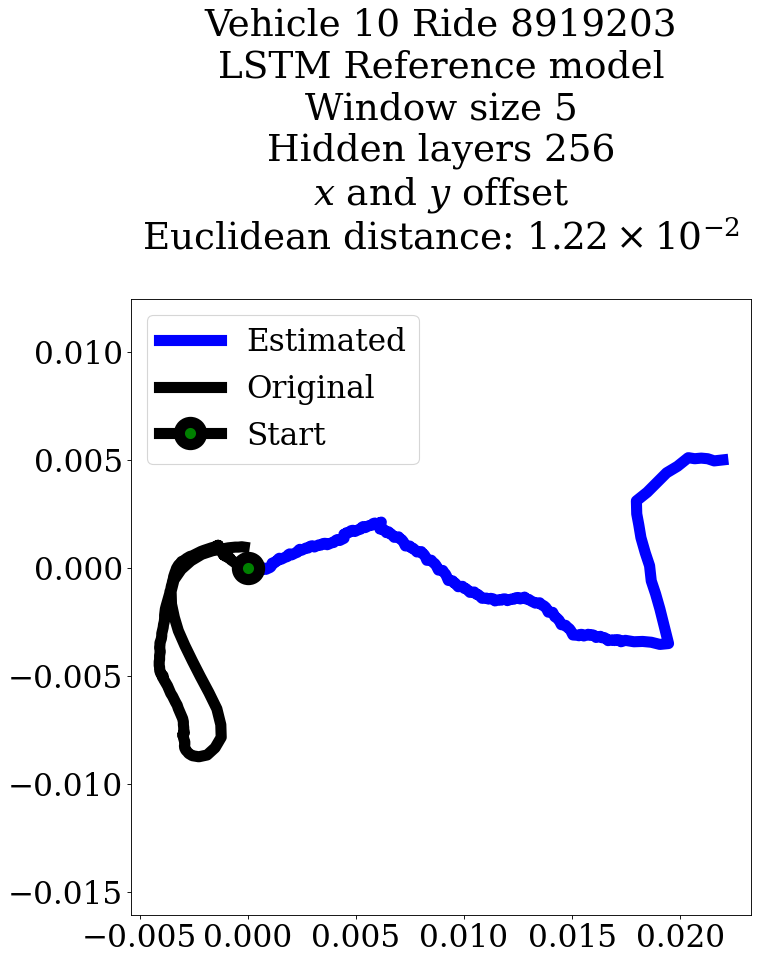 Vehicle 10 Ride 8919203
LSTM Reference model
Window size 5
Hidden layers 256
x and y offset
Euclidean distance: 1.22 × 10⁻²
Estimated
Original
Start
0.010
0.005
0.000
−0.005
−0.010
−0.015
−0.005 0.000 0.005 0.010 0.015 0.020